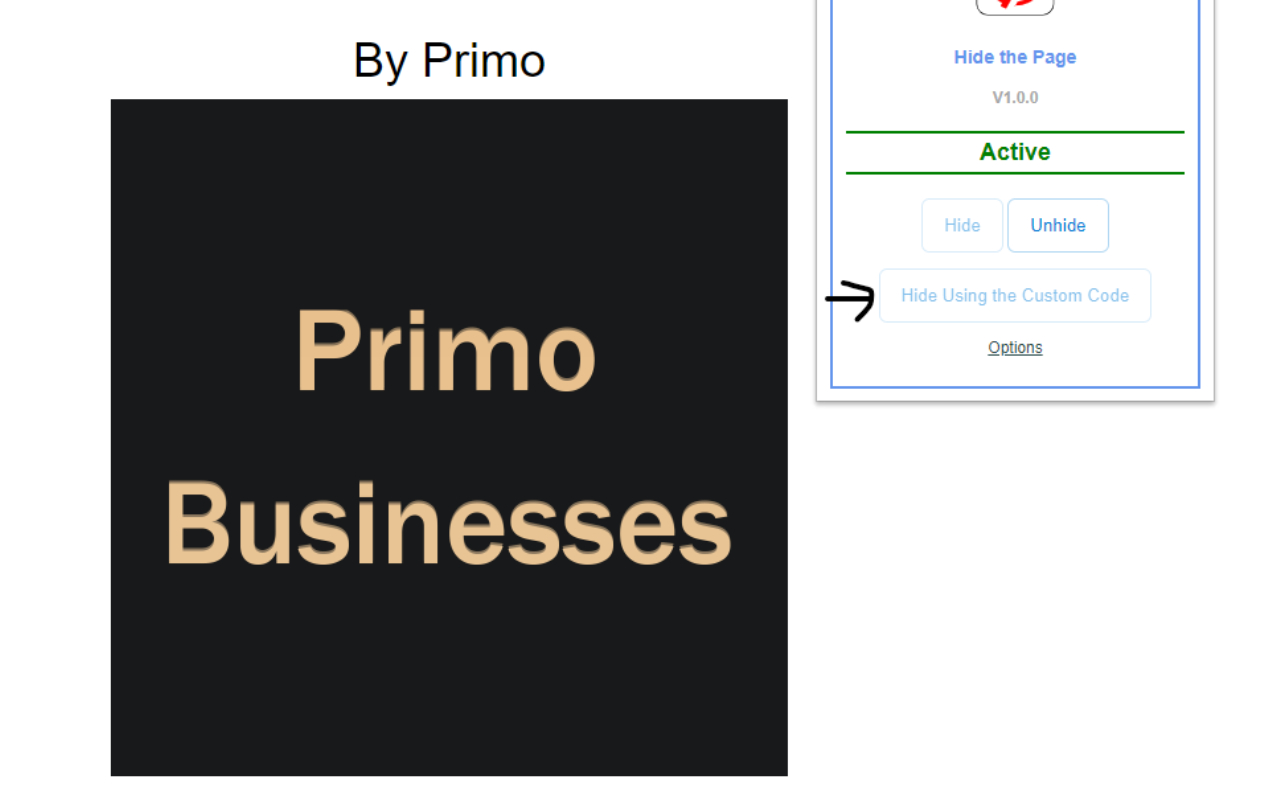 By Primo
Primo
Businesses
Hide the Page
V1.0.0
Active
Hide Unhide
Hide Using the Custom Code
Options